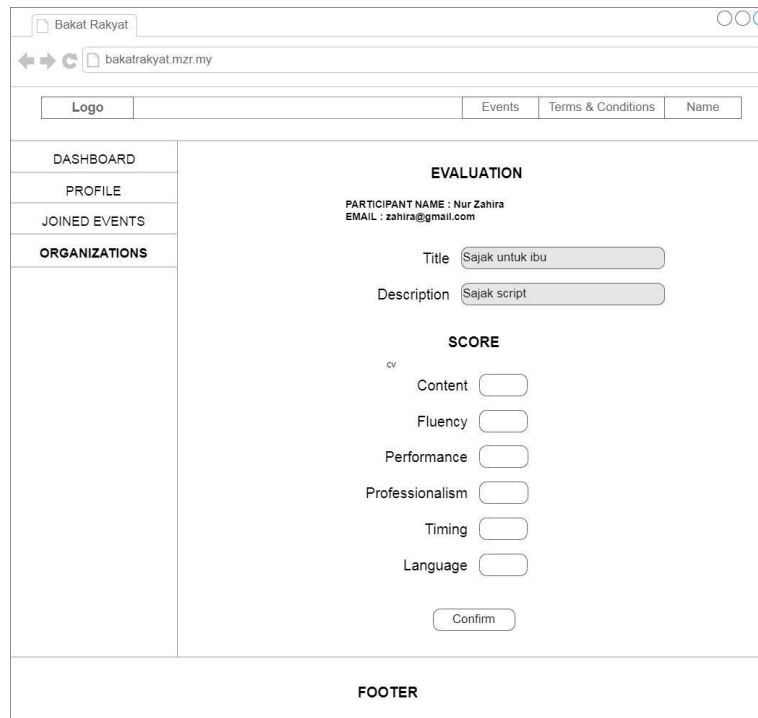 Bakat Rakyat
bakatrakyat.mzr.my
Logo Events Terms & Conditions Name
DASHBOARD
PROFILE
JOINED EVENTS
ORGANIZATIONS
EVALUATION
PARTICIPANT NAME : Nur Zahira
EMAIL : zahira@gmail.com
Title Sajak untuk ibu
Description Sajak script
SCORE
cv
Content
Fluency
Performance
Professionalism
Timing
Language
Confirm
FOOTER